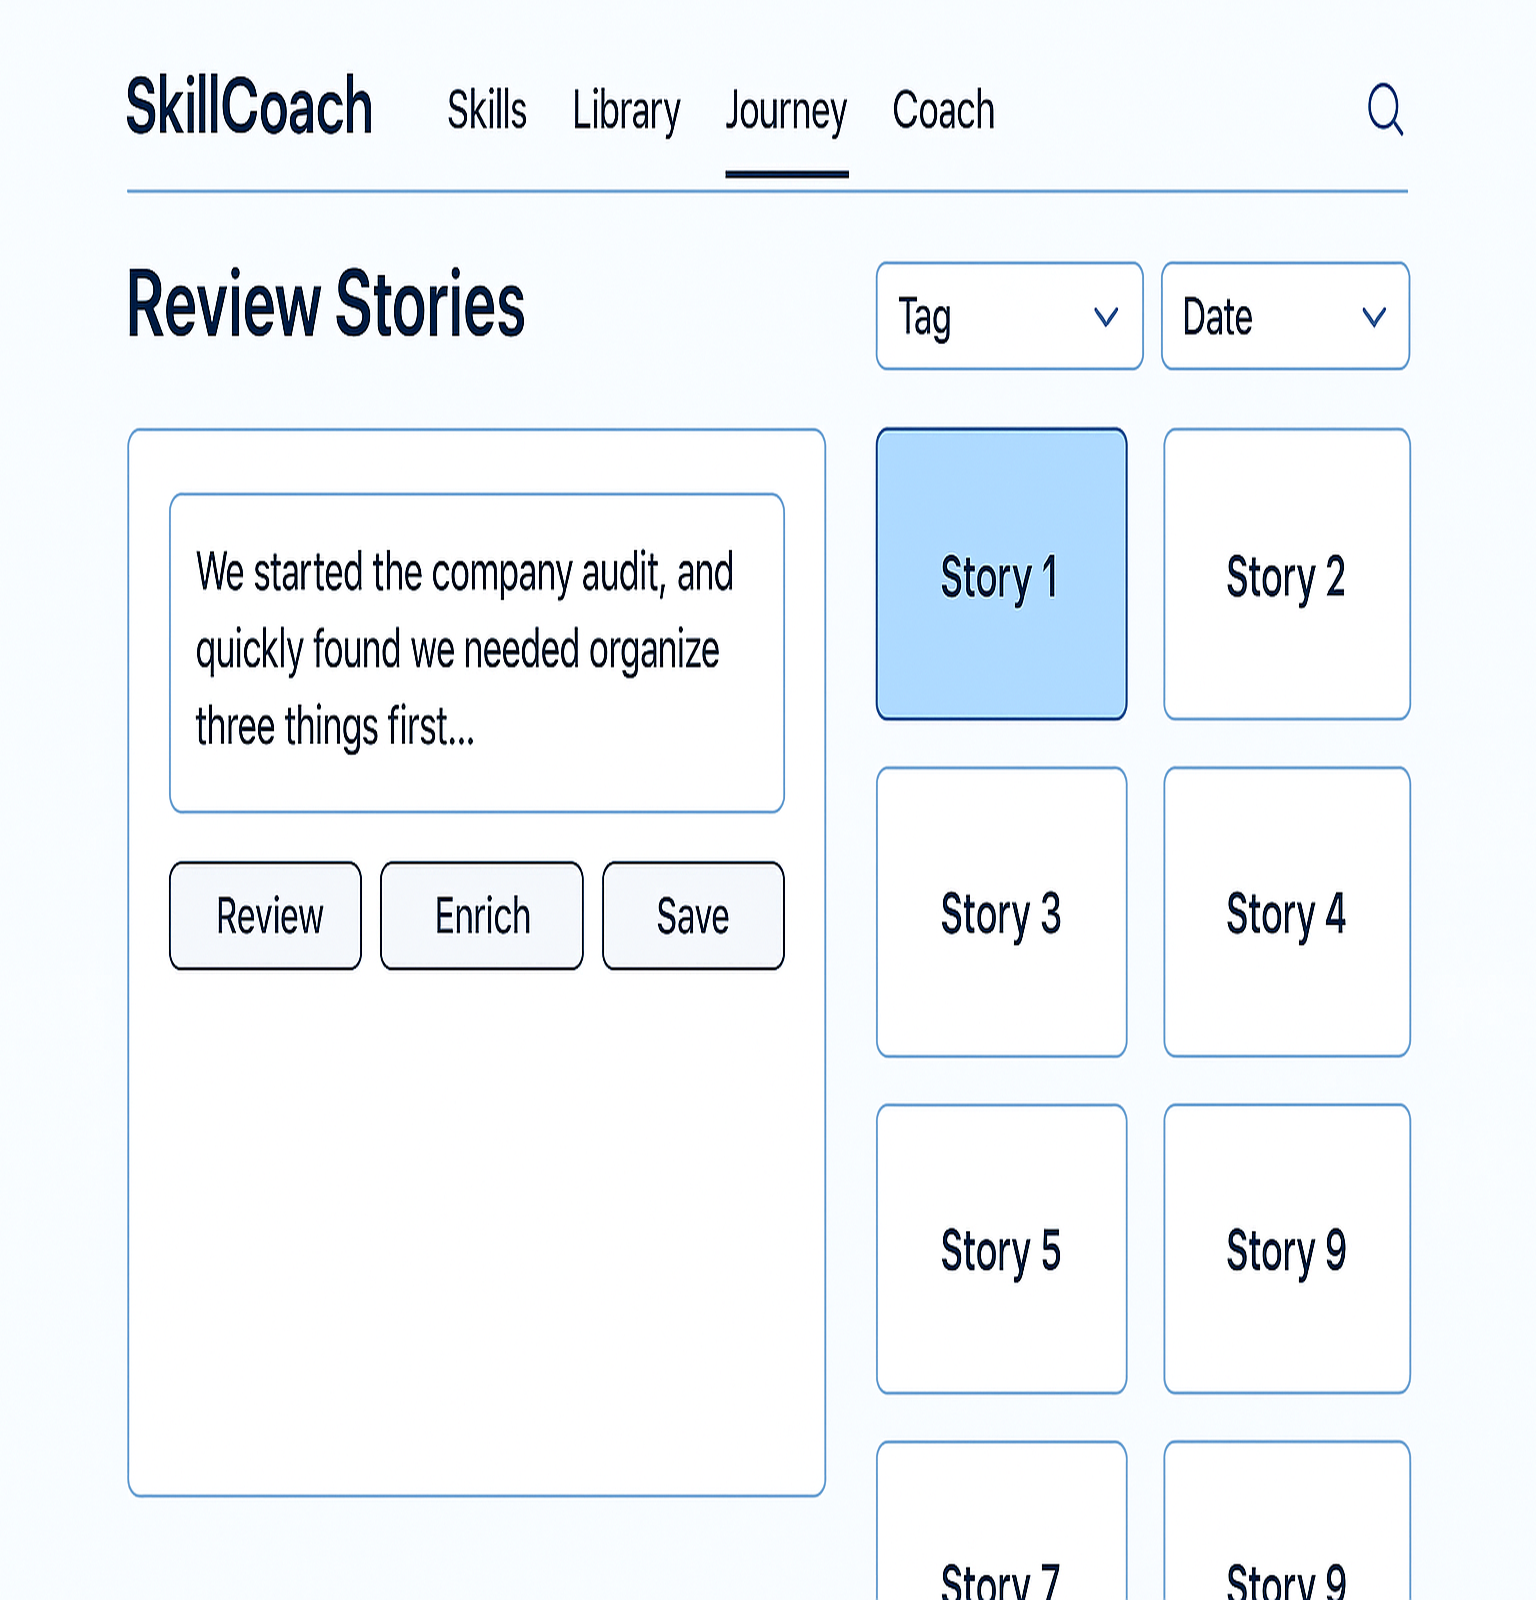 SkillCoach Skills Library Journey Coach
Review Stories
Tag Date
We started the company audit, and
quickly found we needed organize
three things first...
Review Enrich Save
Story 1 Story 2
Story 3 Story 4
Story 5 Story 9
Story 7 Story 9